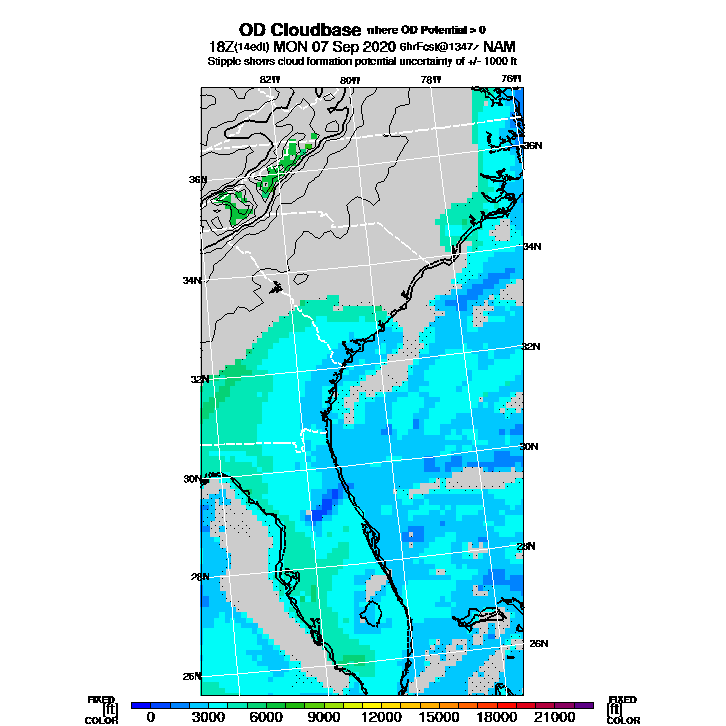 OD Cloudbase where OD Potential > 0
18Z (14edt) MON 07 Sep 2020 6hrFcst@1347z NAM
Stipple shows cloud formation potential uncertainty of +/- 1000 ft
82W 80W 78W 76W
36N
36N
34N
34N
32N
32N
30N
30N
28N
28N
26N
26N
FIXED FIXED
[ft] [ft]
COLOR COLOR
0 3000 6000 9000 12000 15000 18000 21000